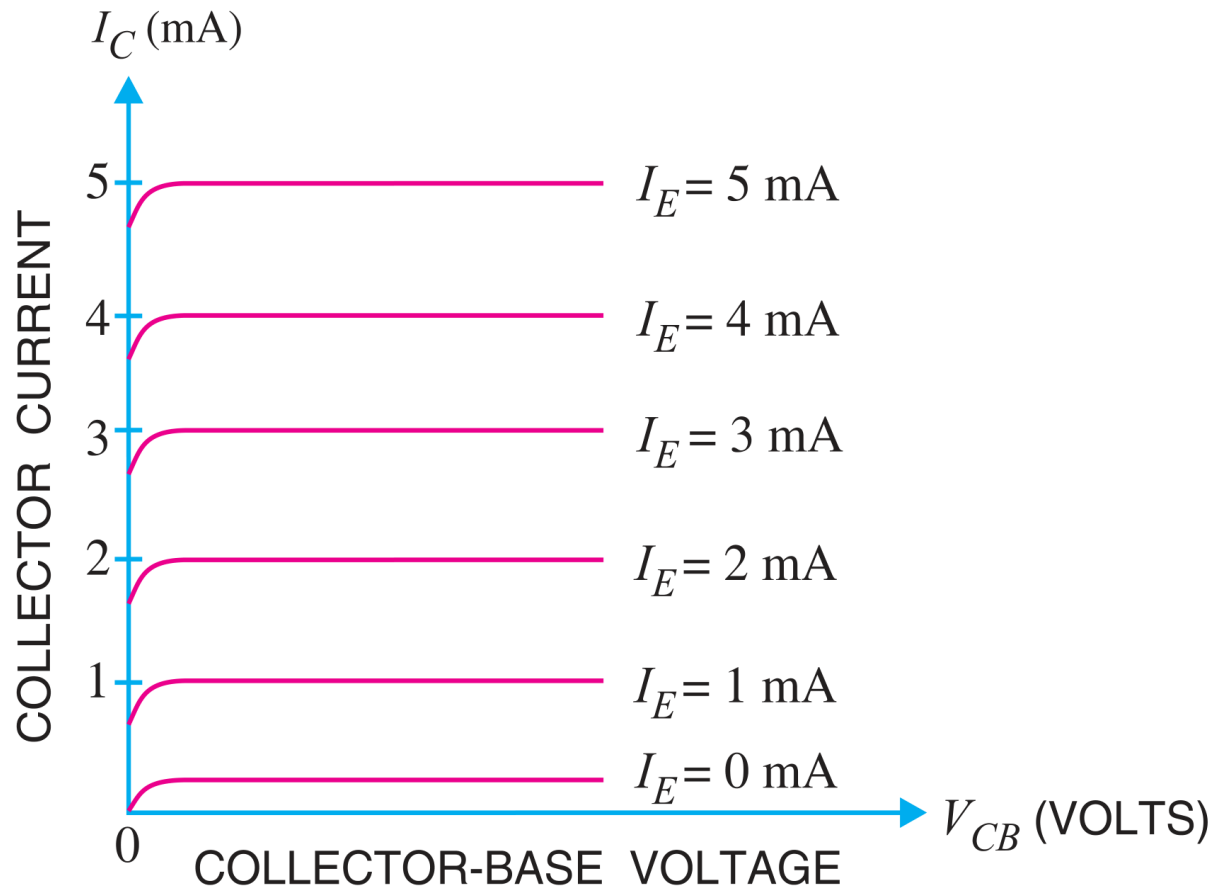 I_C (mA)
COLLECTOR CURRENT
5
I_E = 5 mA
4
I_E = 4 mA
3
I_E = 3 mA
2
I_E = 2 mA
1
I_E = 1 mA
I_E = 0 mA
0
V_CB (VOLTS)
COLLECTOR-BASE VOLTAGE